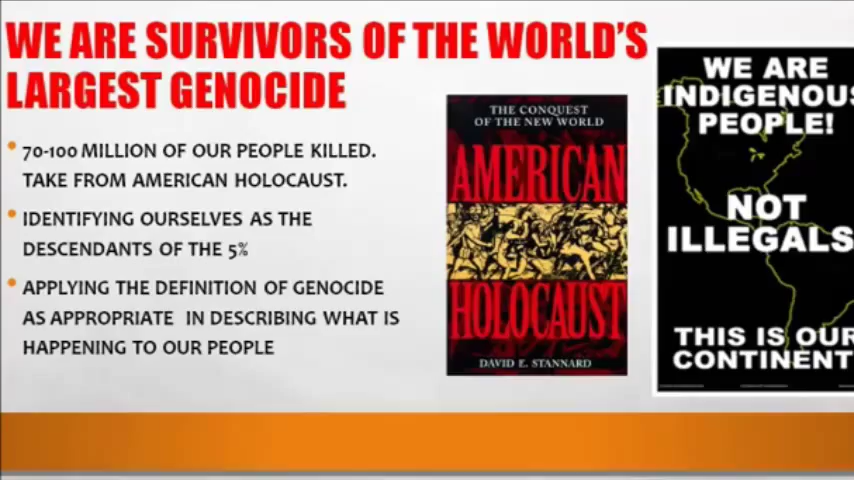 WE ARE SURVIVORS OF THE WORLD'S
LARGEST GENOCIDE
• 70-100 MILLION OF OUR PEOPLE KILLED.
TAKE FROM AMERICAN HOLOCAUST.
• IDENTIFYING OURSELVES AS THE
DESCENDANTS OF THE 5%
• APPLYING THE DEFINITION OF GENOCIDE
AS APPROPRIATE IN DESCRIBING WHAT IS
HAPPENING TO OUR PEOPLE
THE CONQUEST
OF THE NEW WORLD
AMERICAN
HOLOCAUST
DAVID E. STANNARD
WE ARE
INDIGENOUS
PEOPLE!
NOT
ILLEGALS
THIS IS OUR
CONTINENT